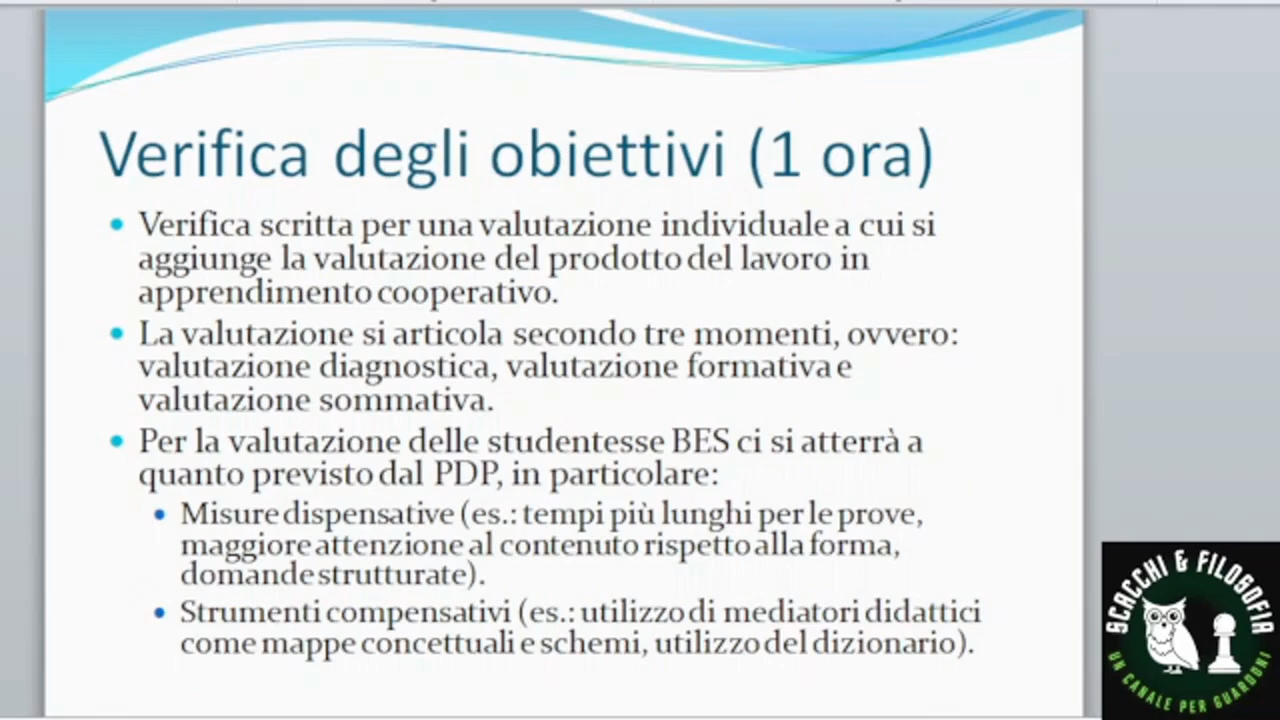 Verifica degli obiettivi (1 ora)
Verifica scritta per una valutazione individuale a cui si
aggiunge la valutazione del prodotto del lavoro in
apprendimento cooperativo.
La valutazione si articola secondo tre momenti, ovvero:
valutazione diagnostica, valutazione formativa e
valutazione sommativa.
Per la valutazione delle studentesse BES ci si atterrà a
quanto previsto dal PDP, in particolare:
Misure dispensative (es.: tempi più lunghi per le prove,
maggiore attenzione al contenuto rispetto alla forma,
domande strutturate).
Strumenti compensativi (es.: utilizzo di mediatori didattici
come mappe concettuali e schemi, utilizzo del dizionario).
SCACCHI & FILOSOFIA
UN CANALE PER GUARDONI